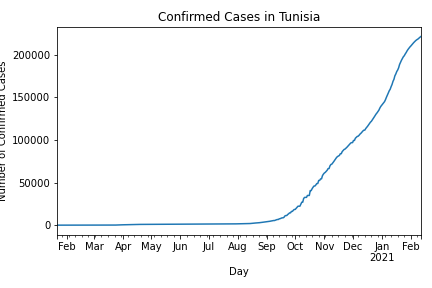 Confirmed Cases in Tunisia
Number of Confirmed Cases
200000
150000
100000
50000
0
Feb Mar Apr May Jun Jul Aug Sep Oct Nov Dec Jan Feb
2021
Day